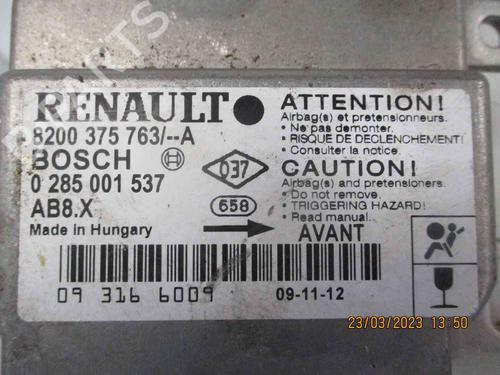 RENAULT
8200 375 763/--A
BOSCH
0 285 001 537
AB8.X
Made in Hungary
037
658
ATTENTION!
Airbag(s) et pretensionneurs.
• Ne pas demonter.
• RISQUE DE DECLENCHEMENT!
• Consulter la notice.
CAUTION!
Airbag(s) and pretensioners.
• Do not remove.
• TRIGGERING HAZARD!
• Read manual.
AVANT
09 316 6009
09-11-12
23/03/2023 13:50